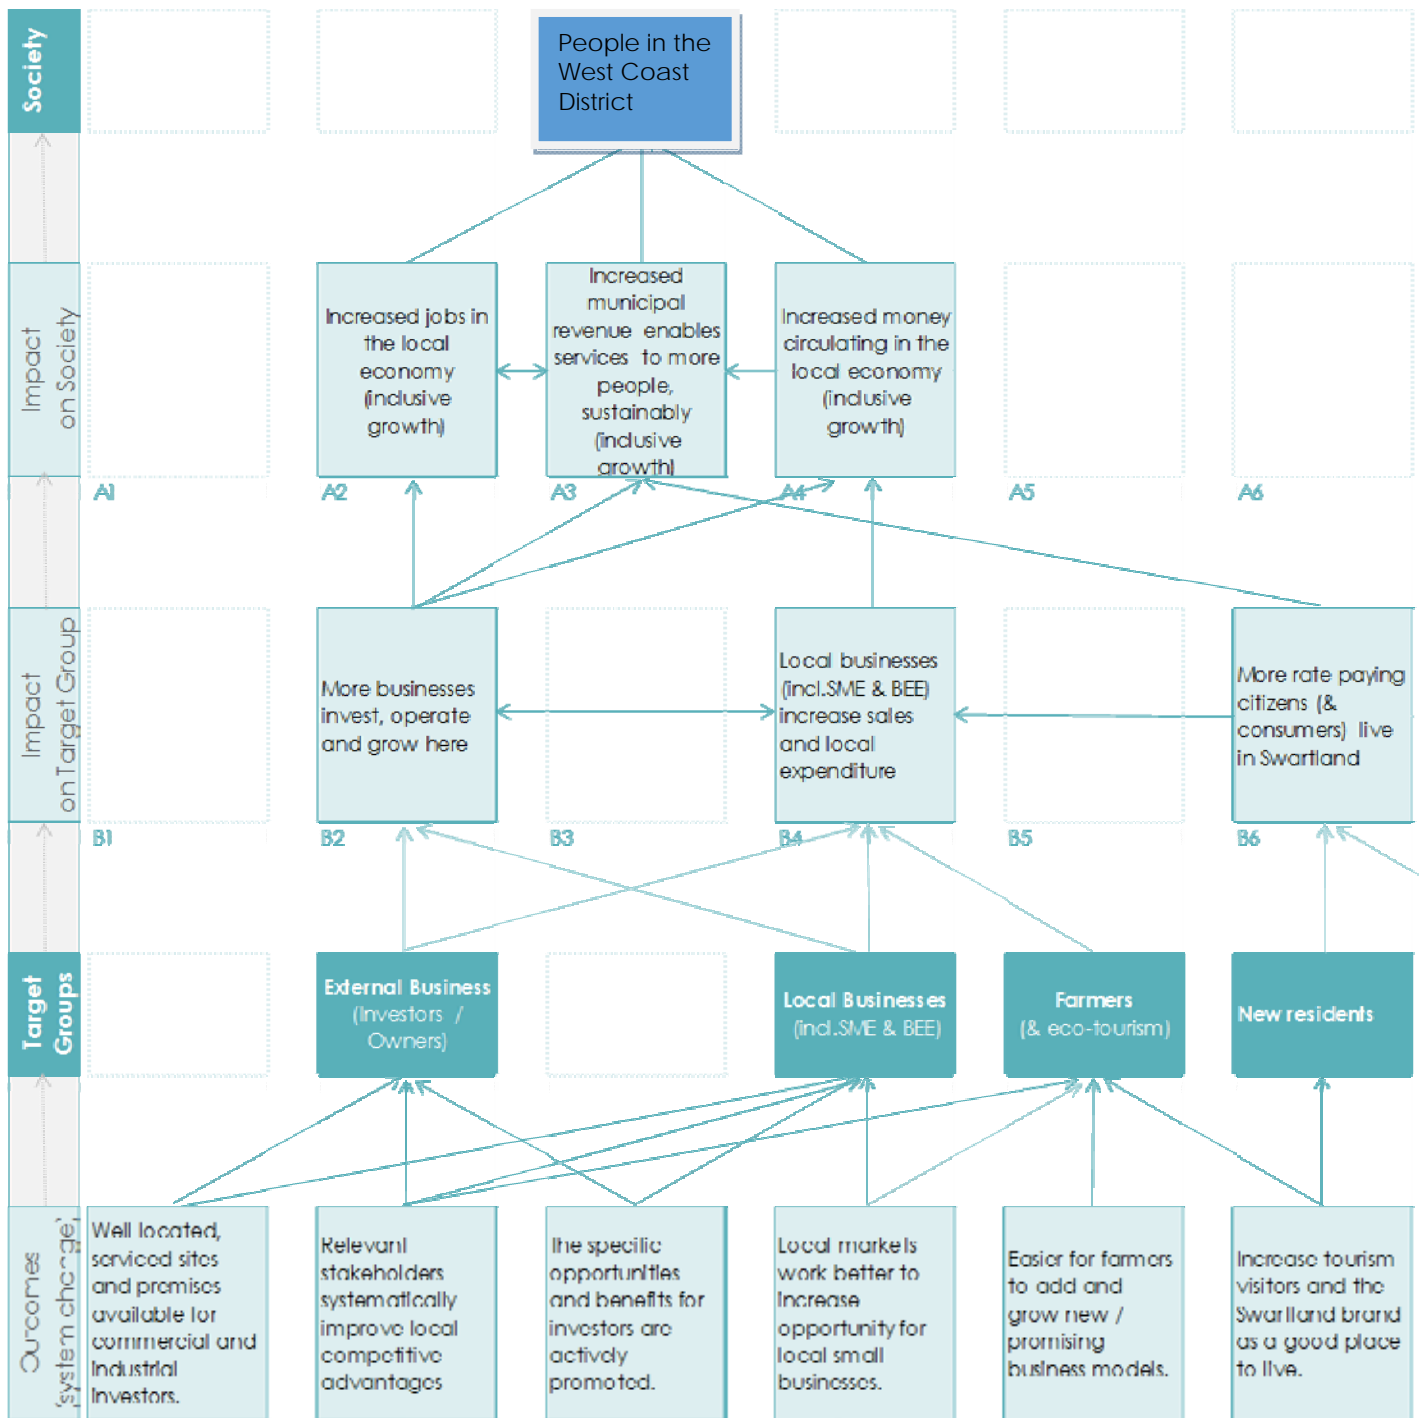 Society
People in the
West Coast
District
Impact
on Society
Increased jobs in
the local
economy
(inclusive
growth)
Increased
municipal
revenue enables
services to more
people,
sustainably
(inclusive
growth)
Increased money
circulating in the
local economy
(inclusive
growth)
A1
A2
A3
A4
A5
A6
Impact
on Target Group
More businesses
invest, operate
and grow here
Local businesses
(incl.SME & BEE)
increase sales
and local
expenditure
More rate paying
citizens (&
consumers) live
in Swartland
B1
B2
B3
B4
B5
B6
Target
Groups
External Business
(Investors /
Owners)
Local Businesses
(incl.SME & BEE)
Farmers
(& eco-tourism)
New residents
Outcomes
(system change)
Well located,
serviced sites
and premises
available for
commercial and
Industrial
Investors.
Relevant
stakeholders
systematically
improve local
competitive
advantages
The specific
opportunities
and benefits for
investors are
actively
promoted.
Local markets
work better to
increase
opportunity for
local small
businesses.
Easier for farmers
to add and
grow new /
promising
business models.
Increase tourism
visitors and the
Swartland brand
as a good place
to live.